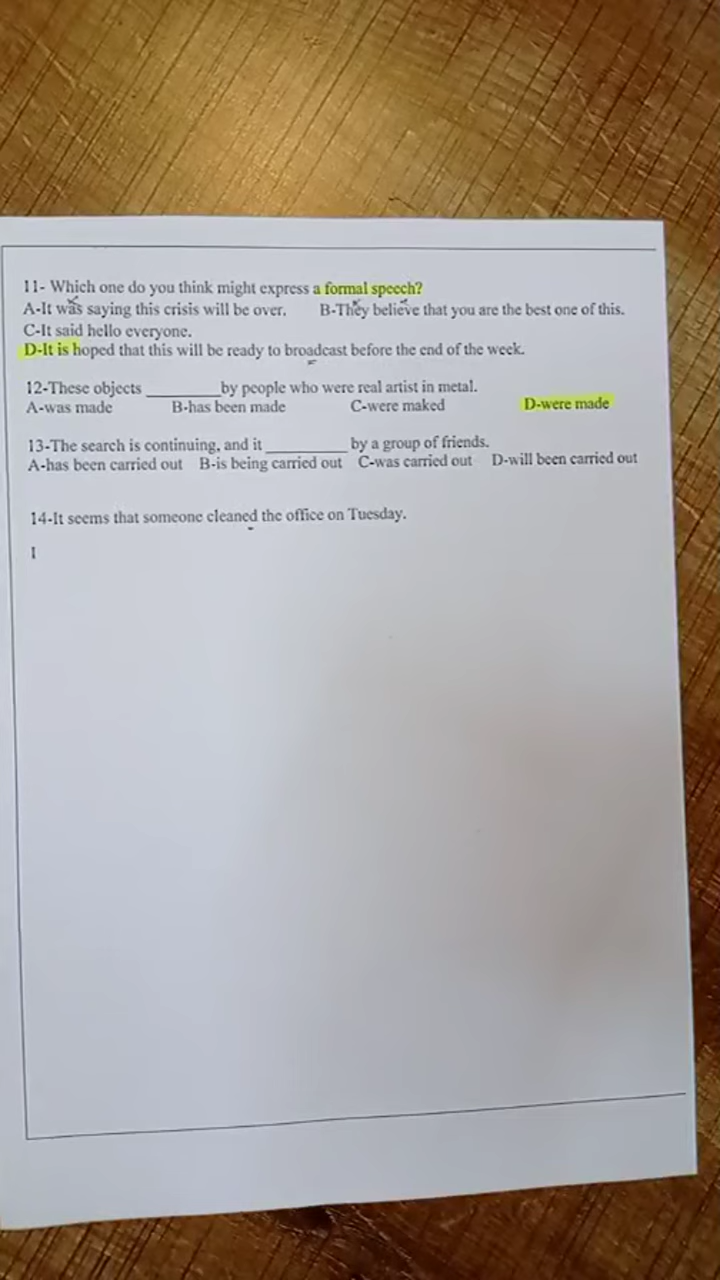 11- Which one do you think might express a formal speech?
A-It was saying this crisis will be over. B-They believe that you are the best one of this.
C-It said hello everyone.
D-It is hoped that this will be ready to broadcast before the end of the week.
12-These objects ________by people who were real artist in metal.
A-was made B-has been made C-were maked D-were made
13-The search is continuing, and it _________ by a group of friends.
A-has been carried out B-is being carried out C-was carried out D-will been carried out
14-It seems that someone cleaned the office on Tuesday.
I